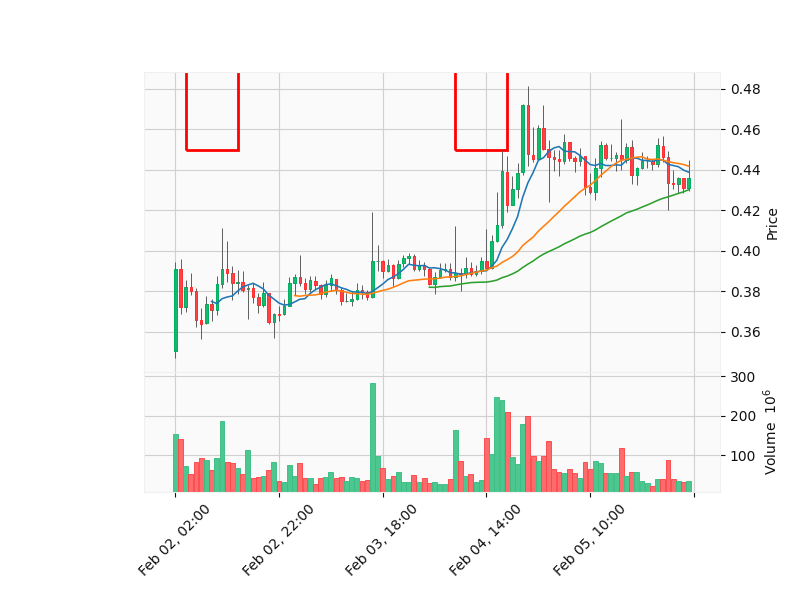 0.48
0.46
0.44
0.42
0.40
0.38
0.36
Price
300
200
100
Volume 10⁶
Feb 02, 02:00
Feb 02, 22:00
Feb 03, 18:00
Feb 04, 14:00
Feb 05, 10:00